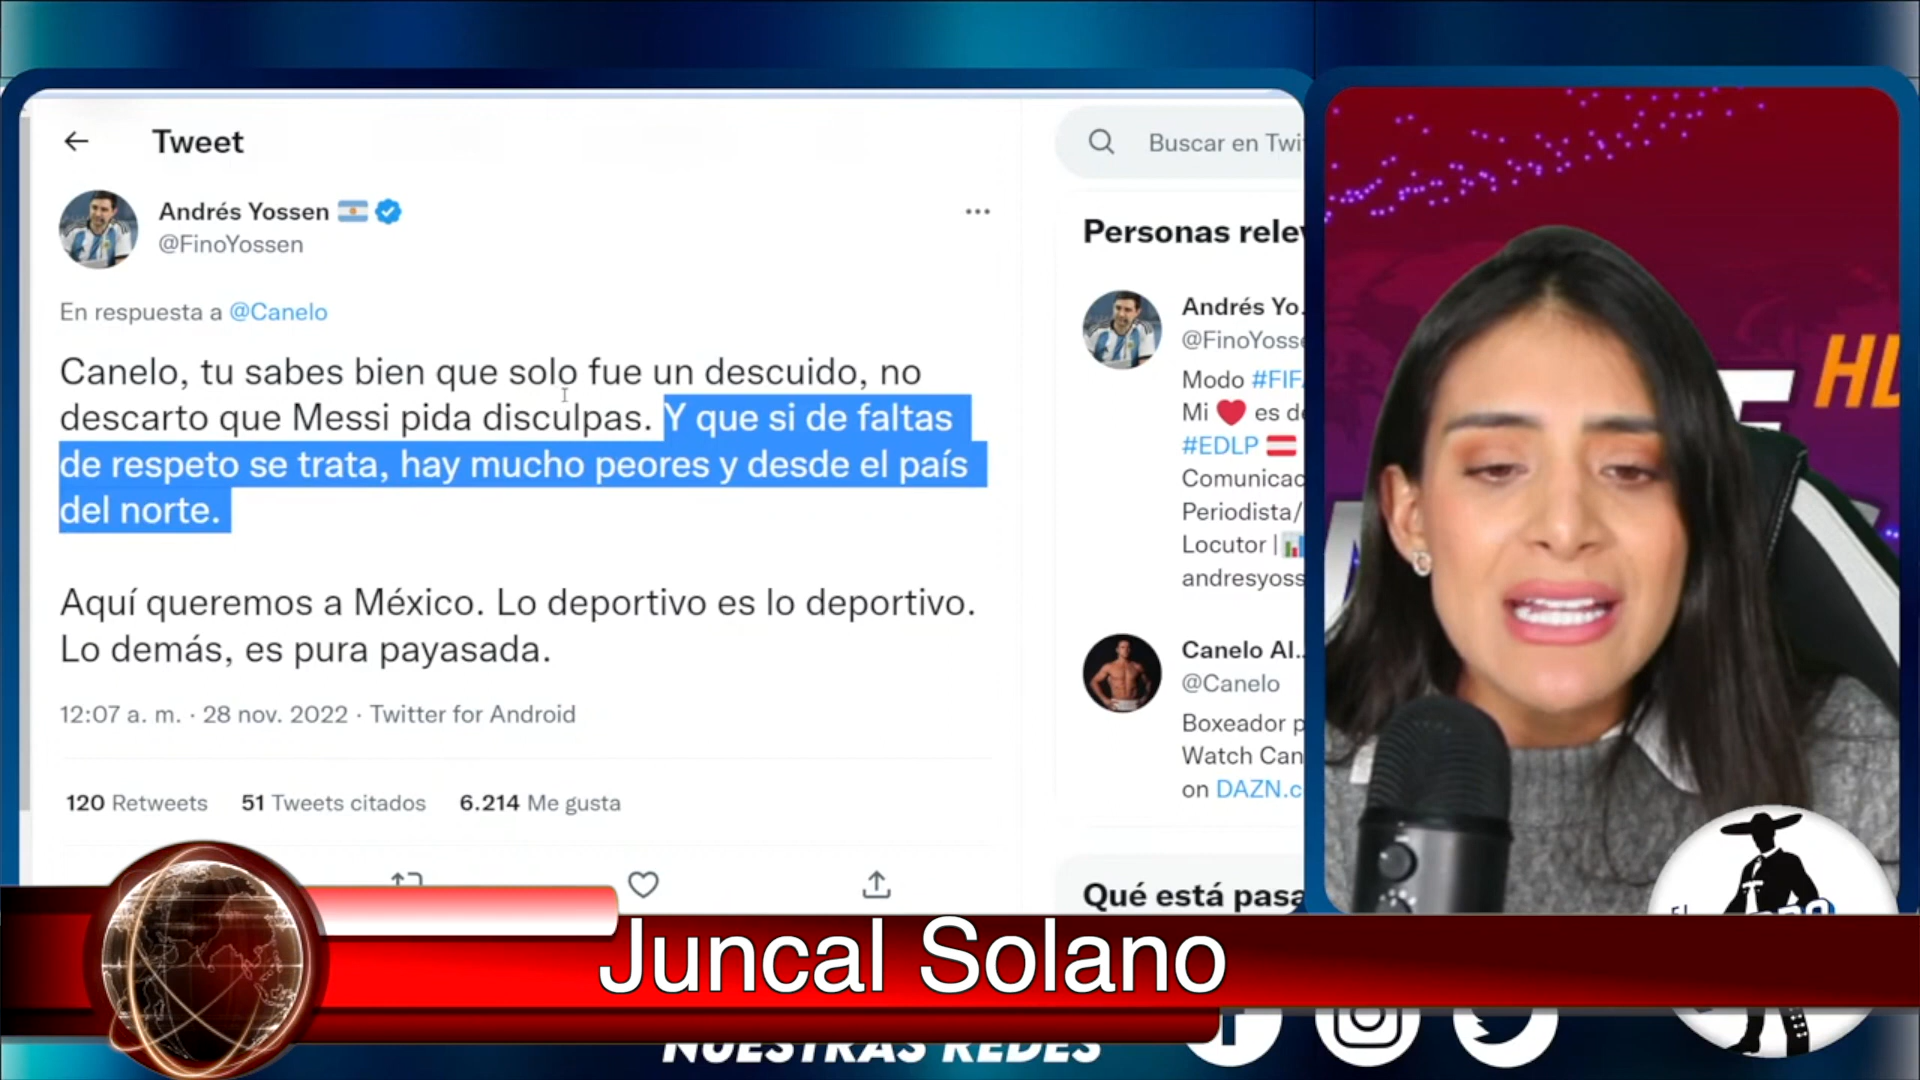 Tweet
Buscar en Twi
Andrés Yossen
@FinoYossen
Personas rele
En respuesta a @Canelo
Andrés Yo..
@FinoYosse
Modo #FIF
Mi es de
#EDLP
Comunicac
Periodista/
Locutor |
andresyoss
Canelo, tu sabes bien que solo fue un descuido, no
descarto que Messi pida disculpas. Y que si de faltas
de respeto se trata, hay mucho peores y desde el país
del norte.
Aquí queremos a México. Lo deportivo es lo deportivo.
Lo demás, es pura payasada.
12:07 a. m. · 28 nov. 2022 · Twitter for Android
120 Retweets 51 Tweets citados 6.214 Me gusta
Canelo Al..
@Canelo
Boxeador p
Watch Can
on DAZN.c
Qué está pasa
HD
Juncal Solano
NUESTRAS REDES